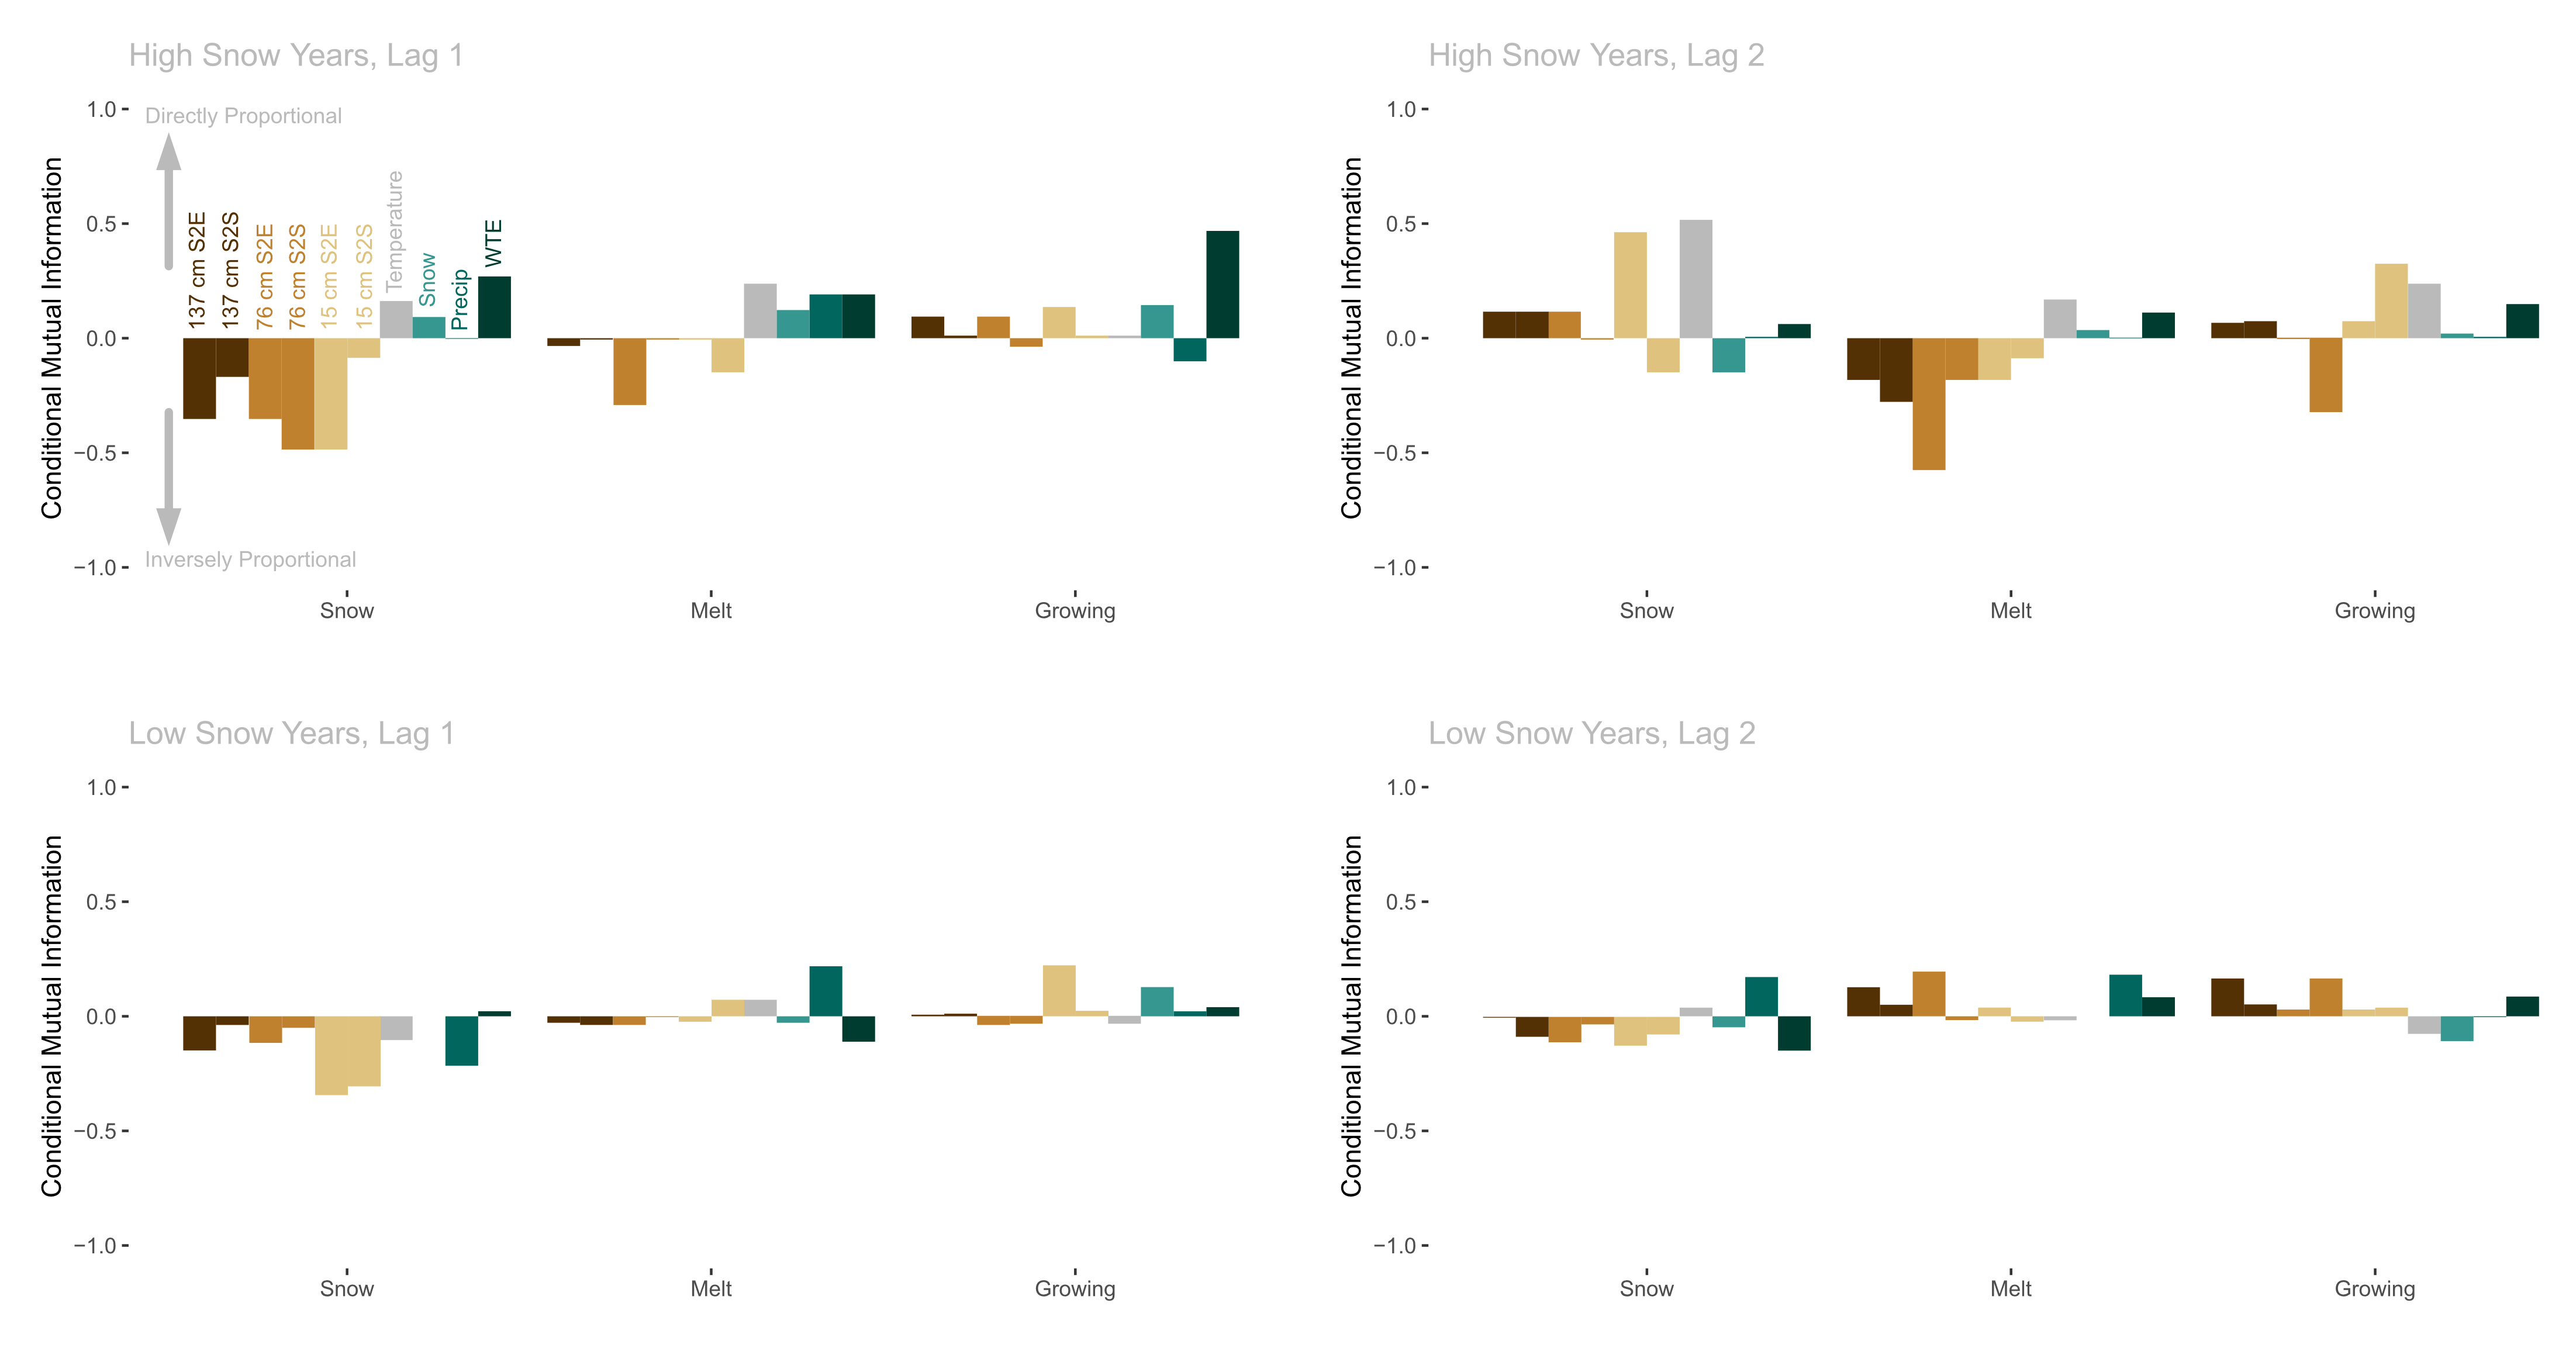 High Snow Years, Lag 1
Conditional Mutual Information
1.0
0.5
0.0
−0.5
−1.0
Directly Proportional
137 cm S2E
137 cm S2S
76 cm S2E
76 cm S2S
15 cm S2E
15 cm S2S
Temperature
Snow
Precip
WTE
Inversely Proportional
Snow
Melt
Growing
High Snow Years, Lag 2
Conditional Mutual Information
1.0
0.5
0.0
−0.5
−1.0
Snow
Melt
Growing
Low Snow Years, Lag 1
Conditional Mutual Information
1.0
0.5
0.0
−0.5
−1.0
Snow
Melt
Growing
Low Snow Years, Lag 2
Conditional Mutual Information
1.0
0.5
0.0
−0.5
−1.0
Snow
Melt
Growing